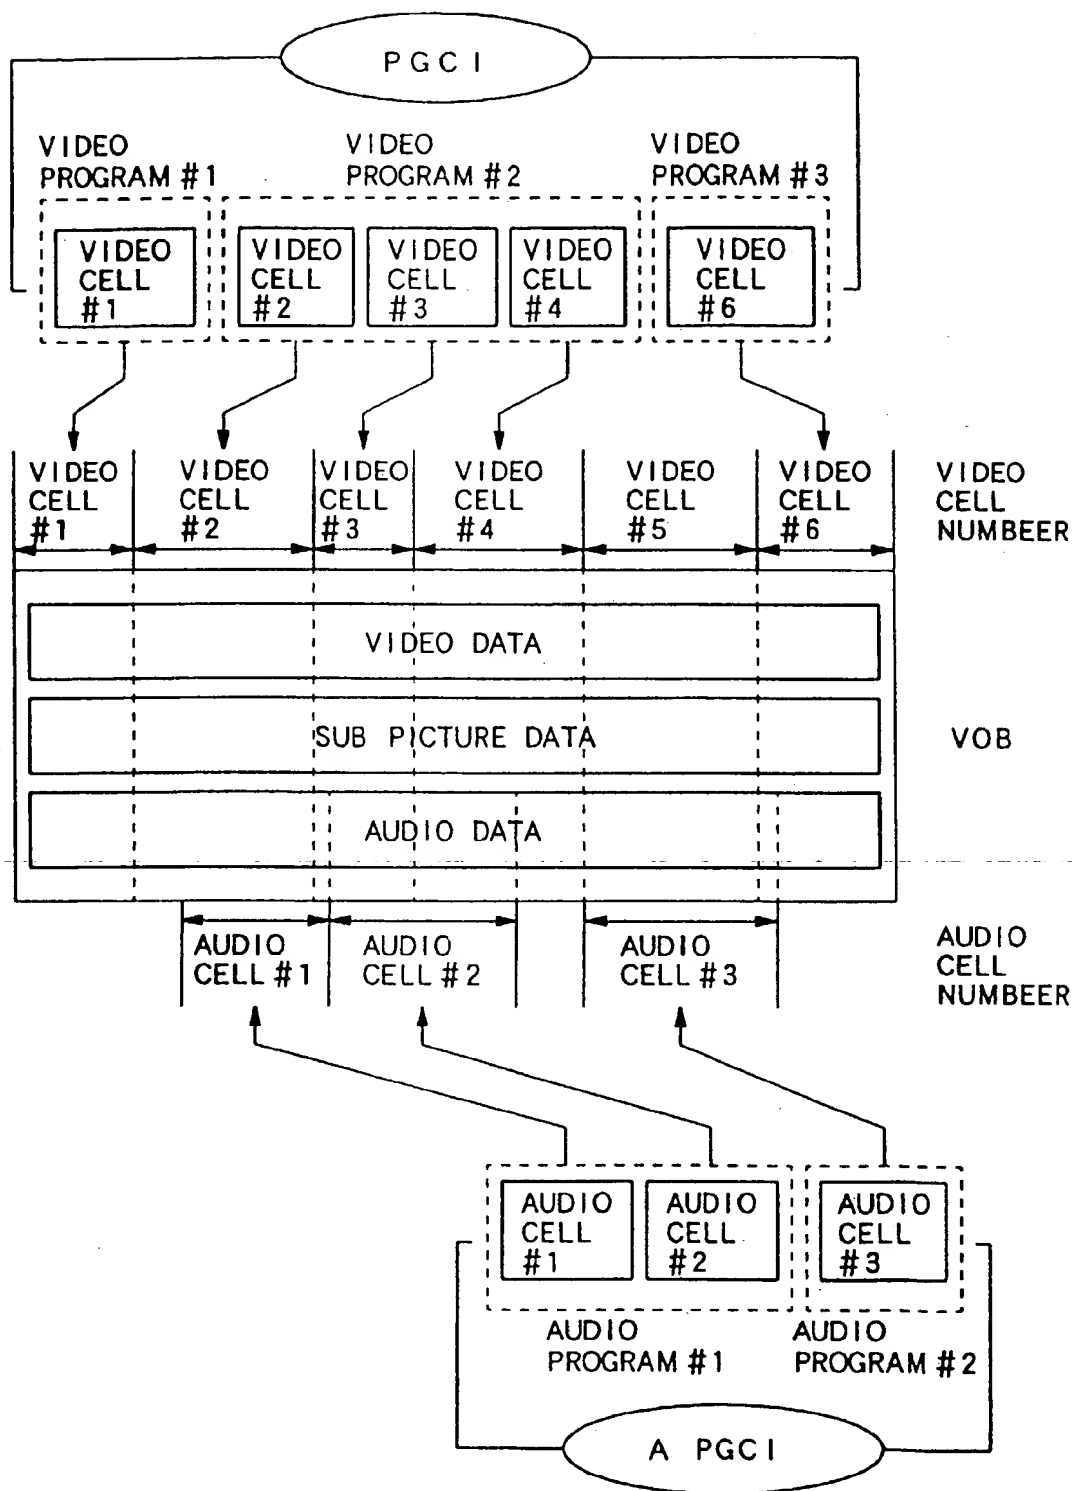 PGCI
VIDEO
PROGRAM #1
VIDEO
PROGRAM #2
VIDEO
PROGRAM #3
VIDEO
CELL
#1
VIDEO
CELL
#2
VIDEO
CELL
#3
VIDEO
CELL
#4
VIDEO
CELL
#6
VIDEO
CELL
#1
VIDEO
CELL
#2
VIDEO
CELL
#3
VIDEO
CELL
#4
VIDEO
CELL
#5
VIDEO
CELL
#6
VIDEO
CELL
NUMBEER
VIDEO DATA
SUB PICTURE DATA
VOB
AUDIO DATA
AUDIO
CELL #1
AUDIO
CELL #2
AUDIO
CELL #3
AUDIO
CELL
NUMBEER
AUDIO
CELL
#1
AUDIO
CELL
#2
AUDIO
CELL
#3
AUDIO
PROGRAM #1
AUDIO
PROGRAM #2
A PGCI